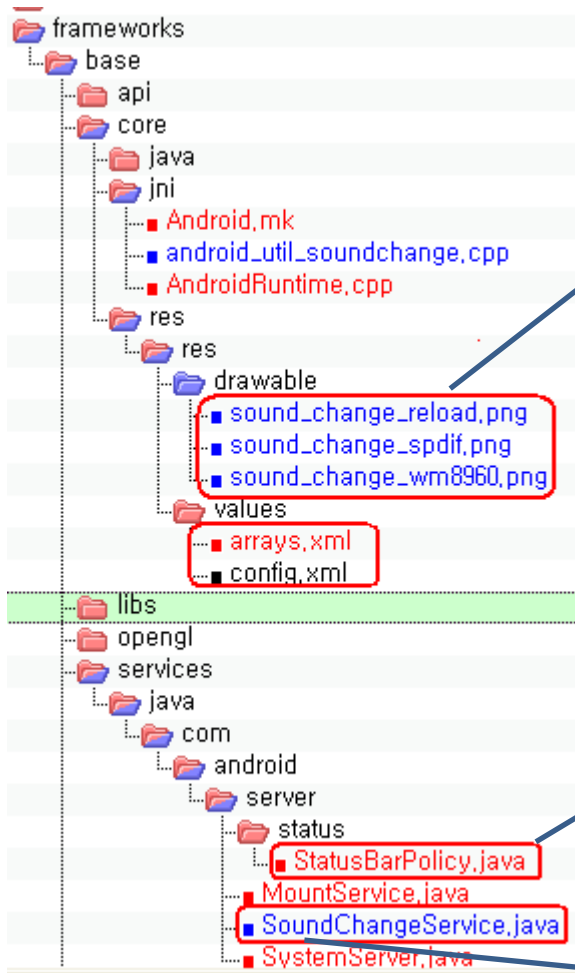 frameworks
base
api
core
java
jni
Android,mk
android_util_soundchange,cpp
AndroidRuntime,cpp
res
res
drawable
sound_change_reload,png
sound_change_spdif,png
sound_change_wm8960,png
values
arrays,xml
config,xml
libs
opengl
services
java
com
android
server
status
StatusBarPolicy,java
MountService,java
SoundChangeService,java
SystemServer,java